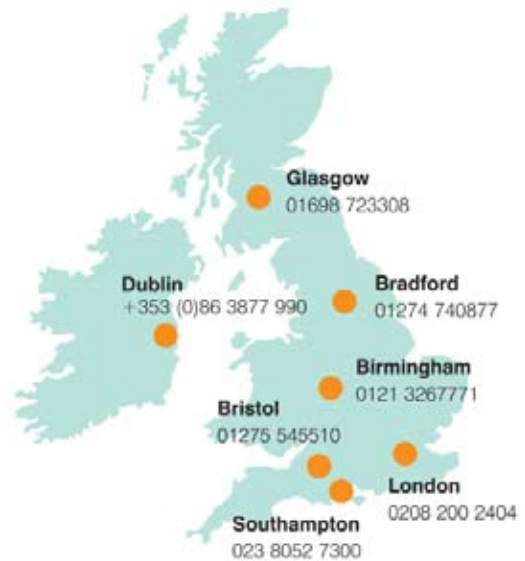 Glasgow
01698 723308
Dublin
+353 (0)86 3877 990
Bradford
01274 740877
Birmingham
0121 3267771
Bristol
01275 545510
London
0208 200 2404
Southampton
023 8052 7300